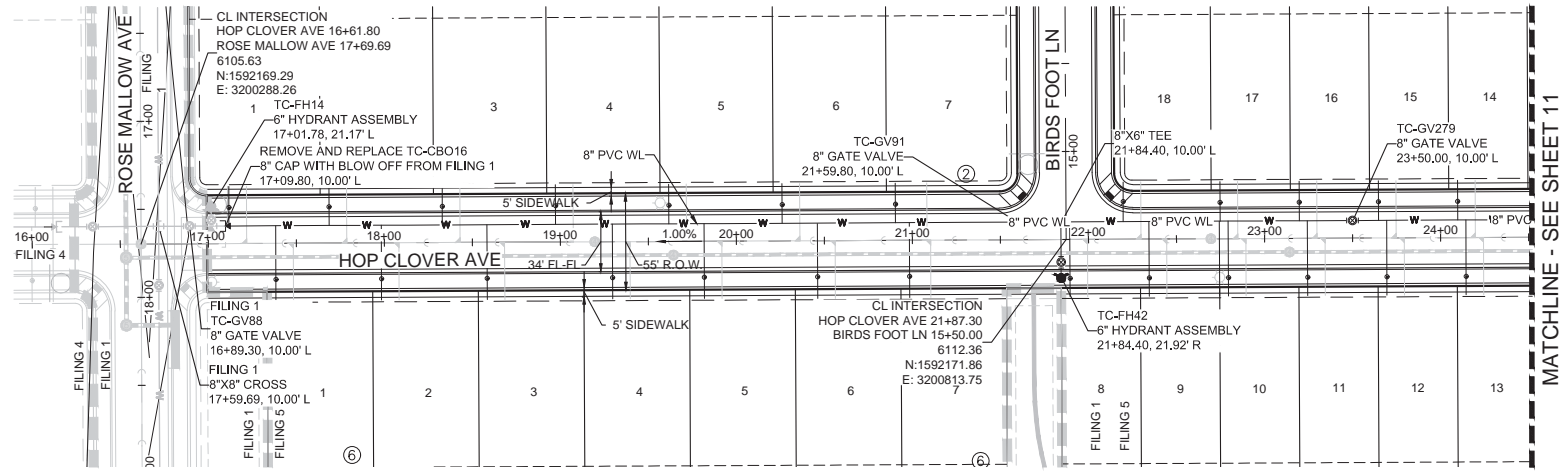 CL INTERSECTION
HOP CLOVER AVE 16+61.80
ROSE MALLOW AVE 17+69.69
6105.63
N:1592169.29
E: 3200288.26
ROSE MALLOW AVE
FILING 1
17+00
TC-FH14
6" HYDRANT ASSEMBLY
17+01.78, 21.17' L
REMOVE AND REPLACE TC-CBO16
8" CAP WITH BLOW OFF FROM FILING 1
17+09.80, 10.00' L
1
3
4
5
6
7
8" PVC WL
5' SIDEWALK
TC-GV91
8" GATE VALVE
21+59.80, 10.00' L
2
BIRDS FOOT LN
15+00
8"X6" TEE
21+84.40, 10.00' L
18
17
16
15
14
TC-GV279
8" GATE VALVE
23+50.00, 10.00' L
MATCHLINE - SEE SHEET 11
W
W
W
W
W
W
W
W
W
8" PVC WL
W
8" PVC WL
W
W
8" PVC
16+00
17+00
18+00
19+00
20+00
21+00
22+00
23+00
24+00
1.00%
FILING 4
HOP CLOVER AVE
34' FL-FL
55' R.O.W.
5' SIDEWALK
18+00
FILING 1
TC-GV88
8" GATE VALVE
16+89.30, 10.00' L
FILING 1
8"X8" CROSS
17+59.69, 10.00' L
FILING 4
FILING 1
W
W
FILING 1
FILING 5
1
2
3
4
5
6
7
CL INTERSECTION
HOP CLOVER AVE 21+87.30
BIRDS FOOT LN 15+50.00
6112.36
N:1592171.86
E: 3200813.75
TC-FH42
6" HYDRANT ASSEMBLY
21+84.40, 21.92' R
8
9
10
11
12
13
FILING 1
FILING 5
6
6